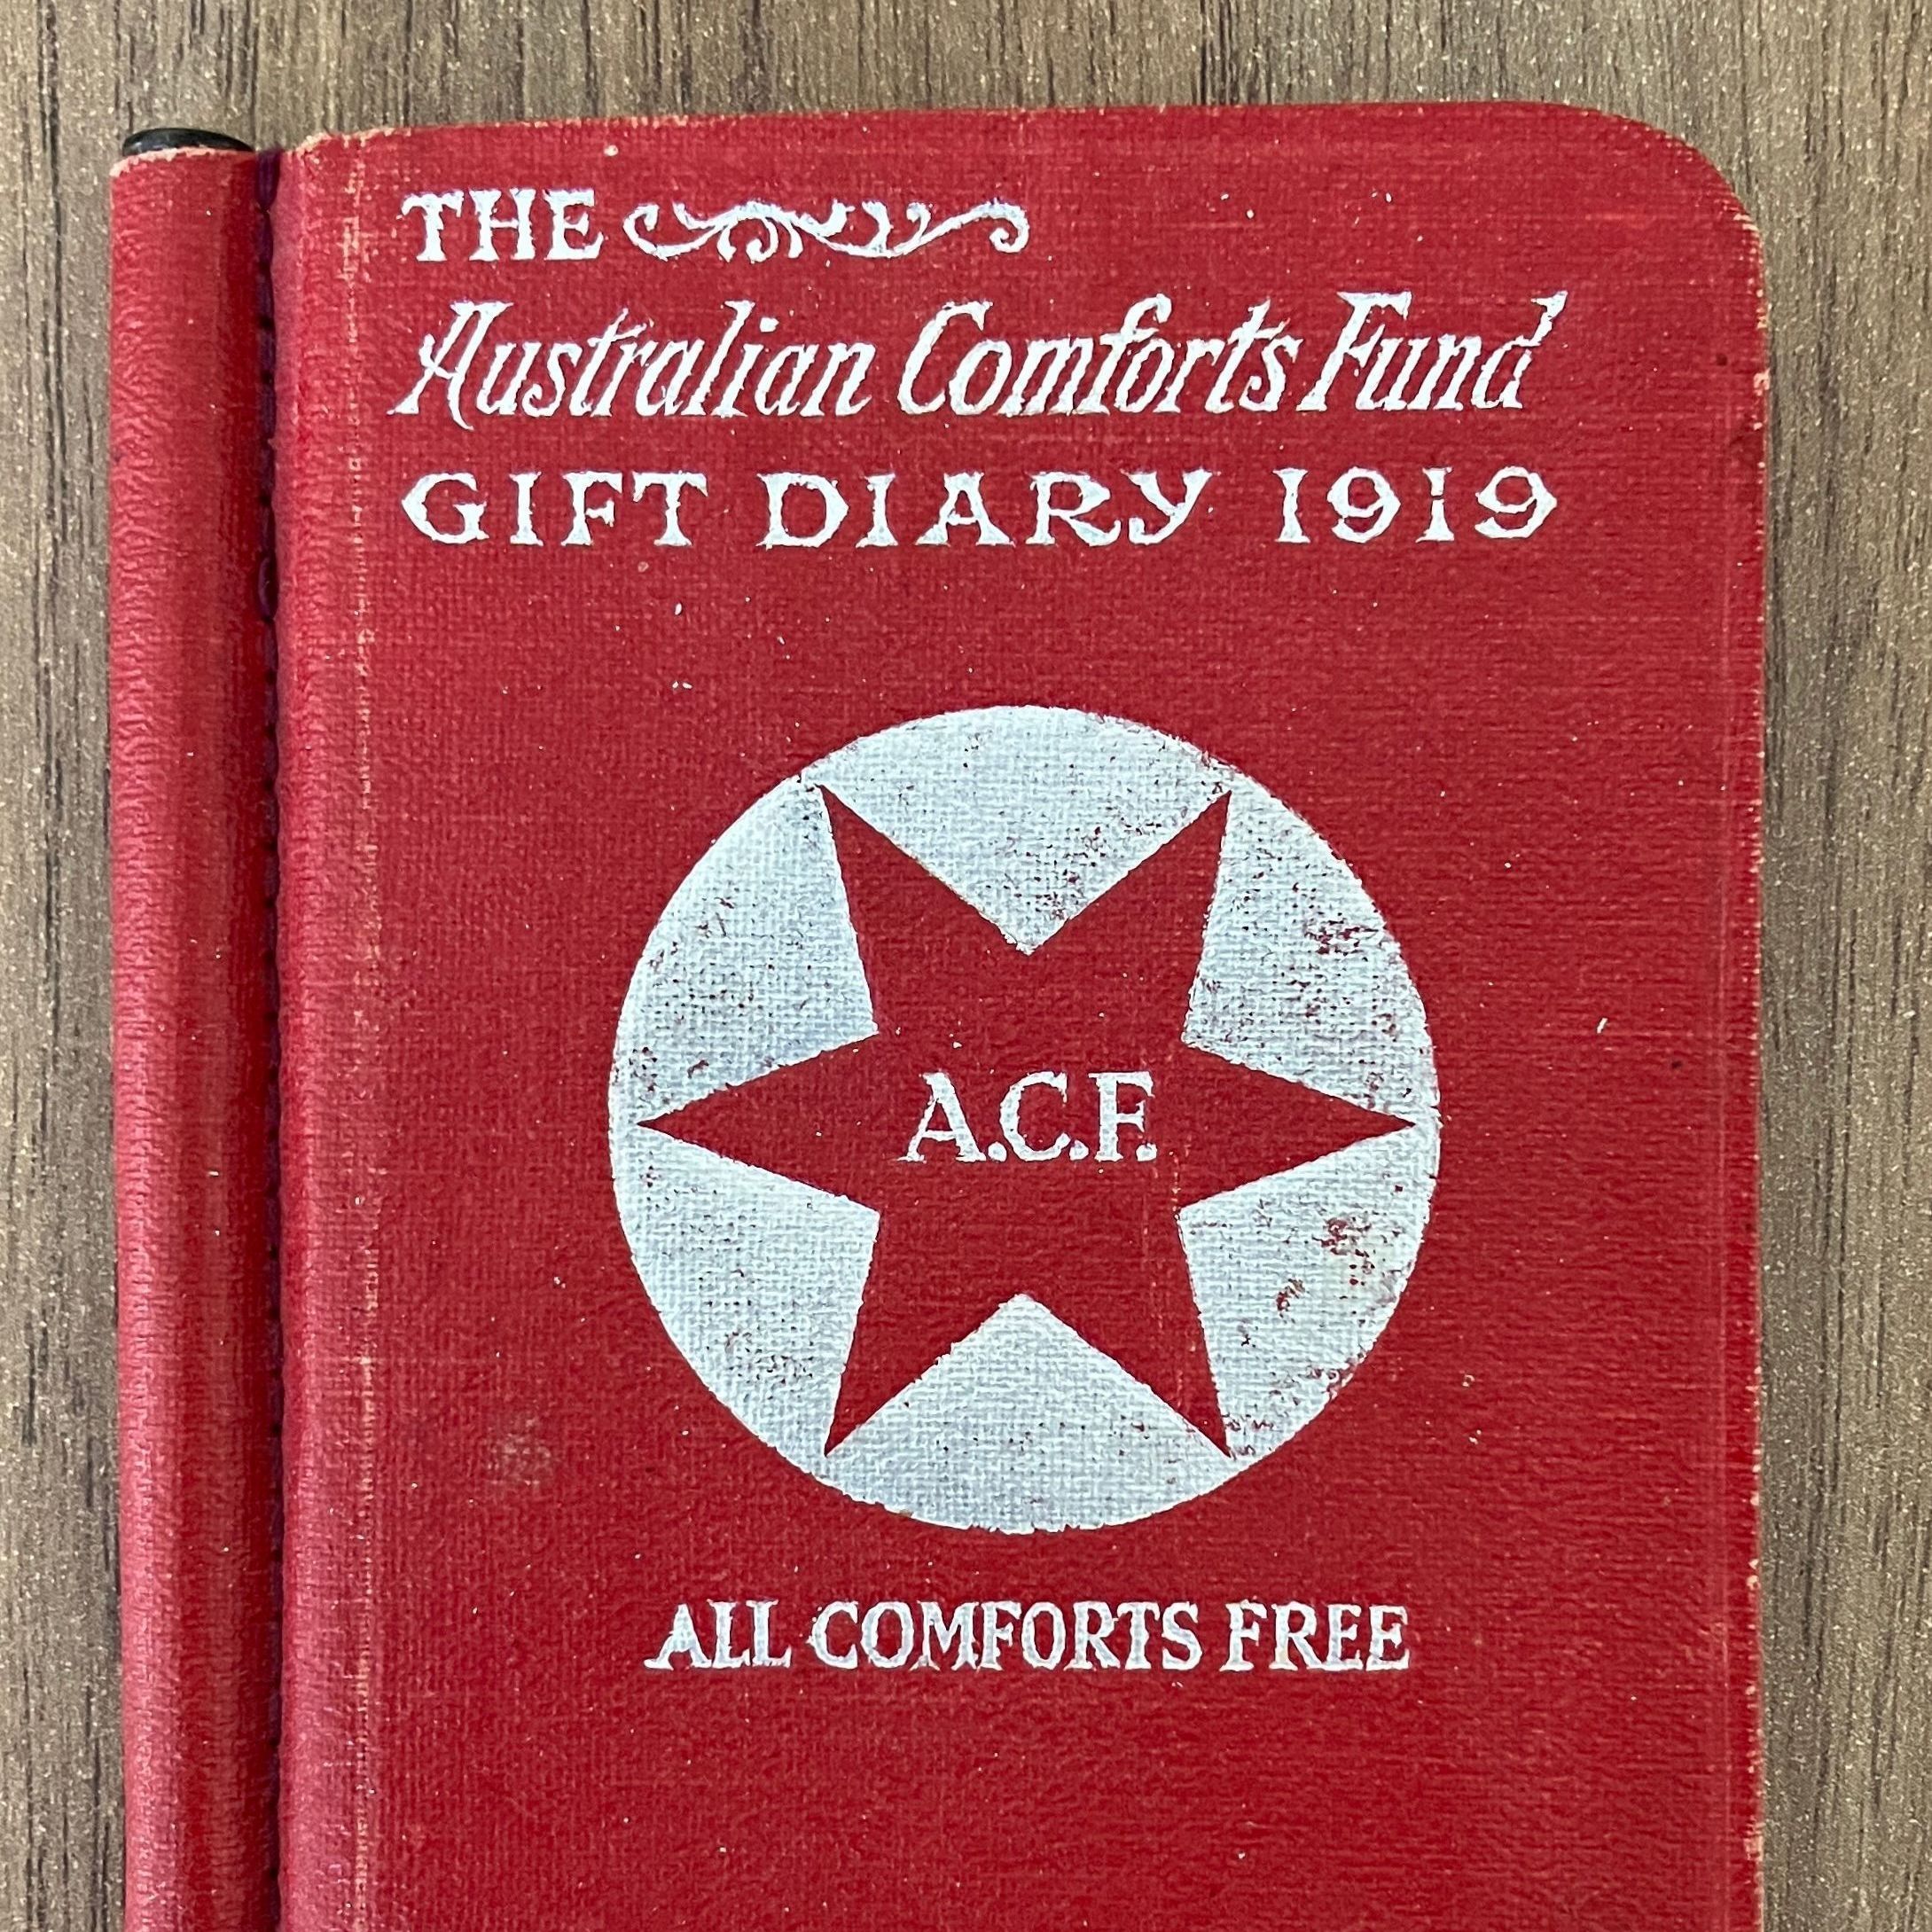 THE
Australian Comforts Fund
GIFT DIARY 1919
A.C.F.
ALL COMFORTS FREE